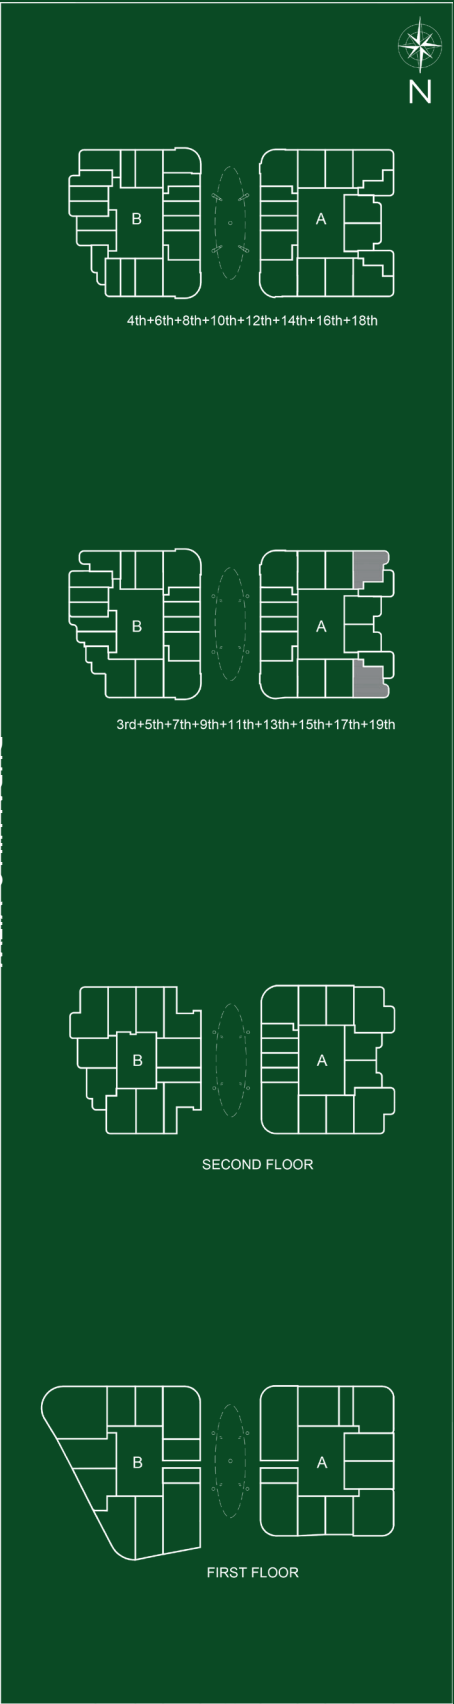 N
B
A
4th+6th+8th+10th+12th+14th+16th+18th
B
A
3rd+5th+7th+9th+11th+13th+15th+17th+19th
B
A
SECOND FLOOR
B
A
FIRST FLOOR